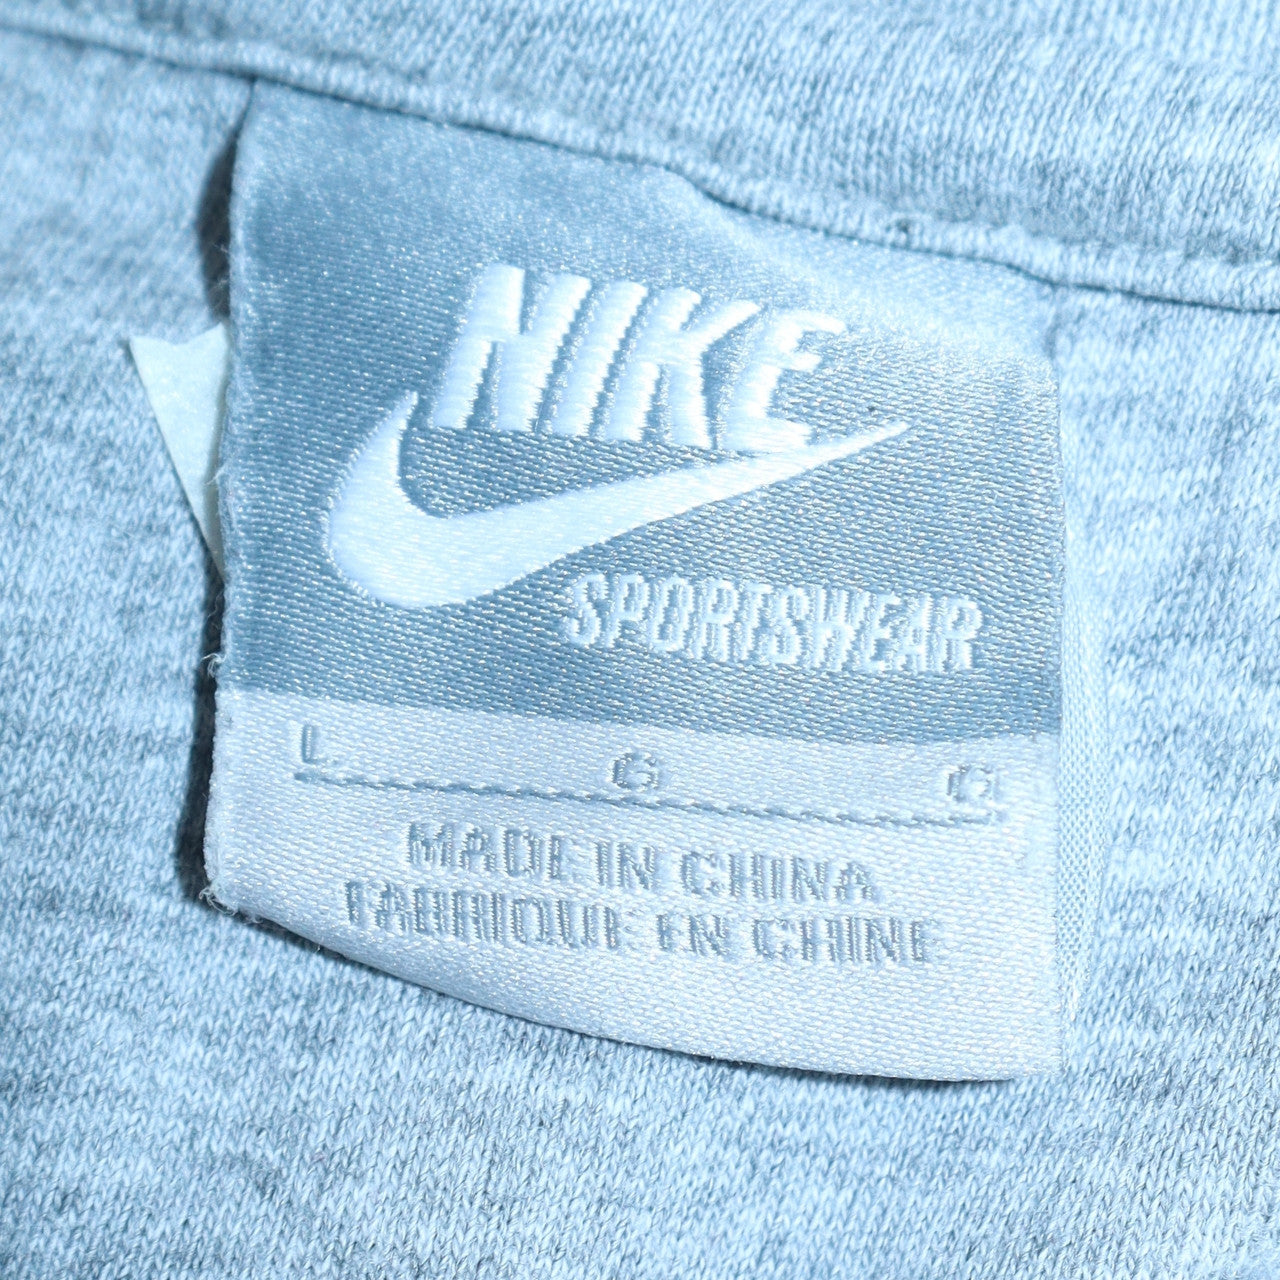 NIKE
SPORTSWEAR
L G G
MADE IN CHINA
FABRIQUE EN CHINE